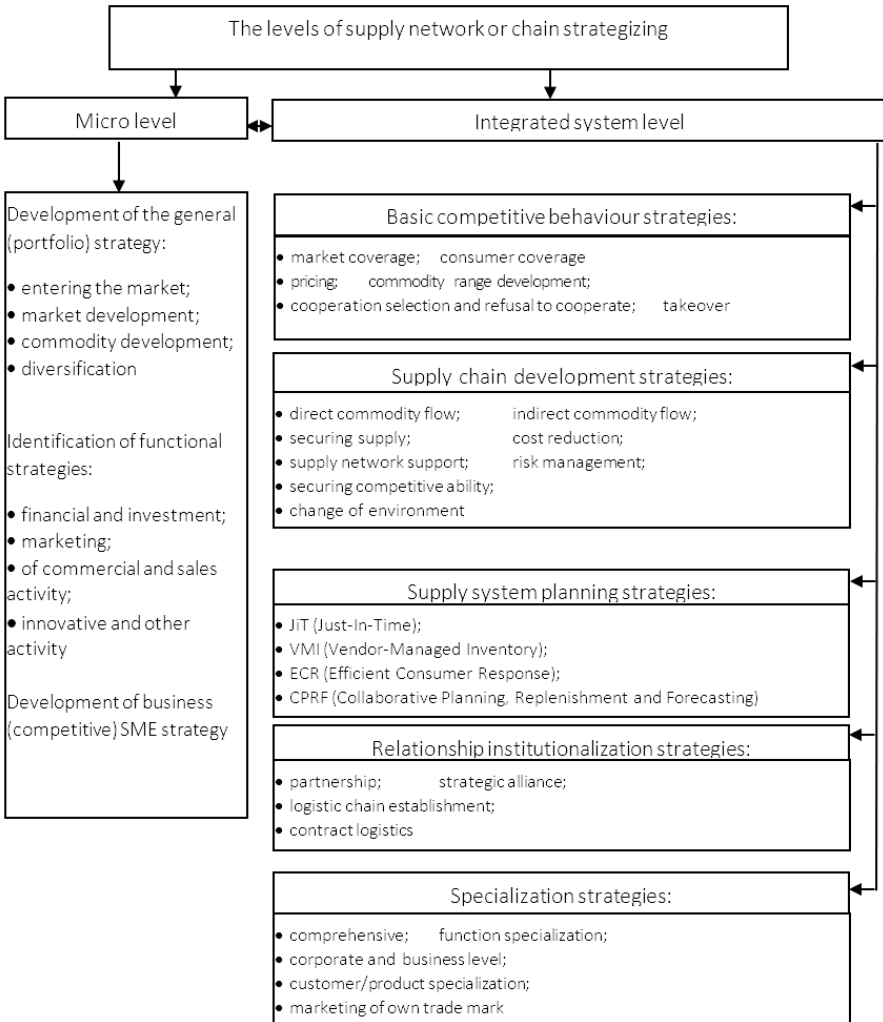 The levels of supply network or chain strategizing
Micro level
Integrated system level
Development of the general
(portfolio) strategy:
• entering the market;
• market development;
• commodity development;
• diversification
Identification of functional
strategies:
• financial and investment;
• marketing;
• of commercial and sales
activity;
• innovative and other
activity
Development of business
(competitive) SME strategy
Basic competitive behaviour strategies:
• market coverage; consumer coverage
• pricing; commodity range development;
• cooperation selection and refusal to cooperate; takeover
Supply chain development strategies:
• direct commodity flow; indirect commodity flow;
• securing supply; cost reduction;
• supply network support; risk management;
• securing competitive ability;
• change of environment
Supply system planning strategies:
• JiT (Just-In-Time);
• VMI (Vendor-Managed Inventory);
• ECR (Efficient Consumer Response);
• CPRF (Collaborative Planning, Replenishment and Forecasting)
Relationship institutionalization strategies:
• partnership; strategic alliance;
• logistic chain establishment;
• contract logistics
Specialization strategies:
• comprehensive; function specialization;
• corporate and business level;
• customer/product specialization;
• marketing of own trade mark